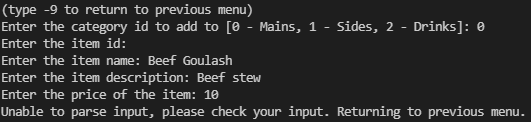 (type -9 to return to previous menu)
Enter the category id to add to [0 - Mains, 1 - Sides, 2 - Drinks]: 0
Enter the item id:
Enter the item name: Beef Goulash
Enter the item description: Beef stew
Enter the price of the item: 10
Unable to parse input, please check your input. Returning to previous menu.